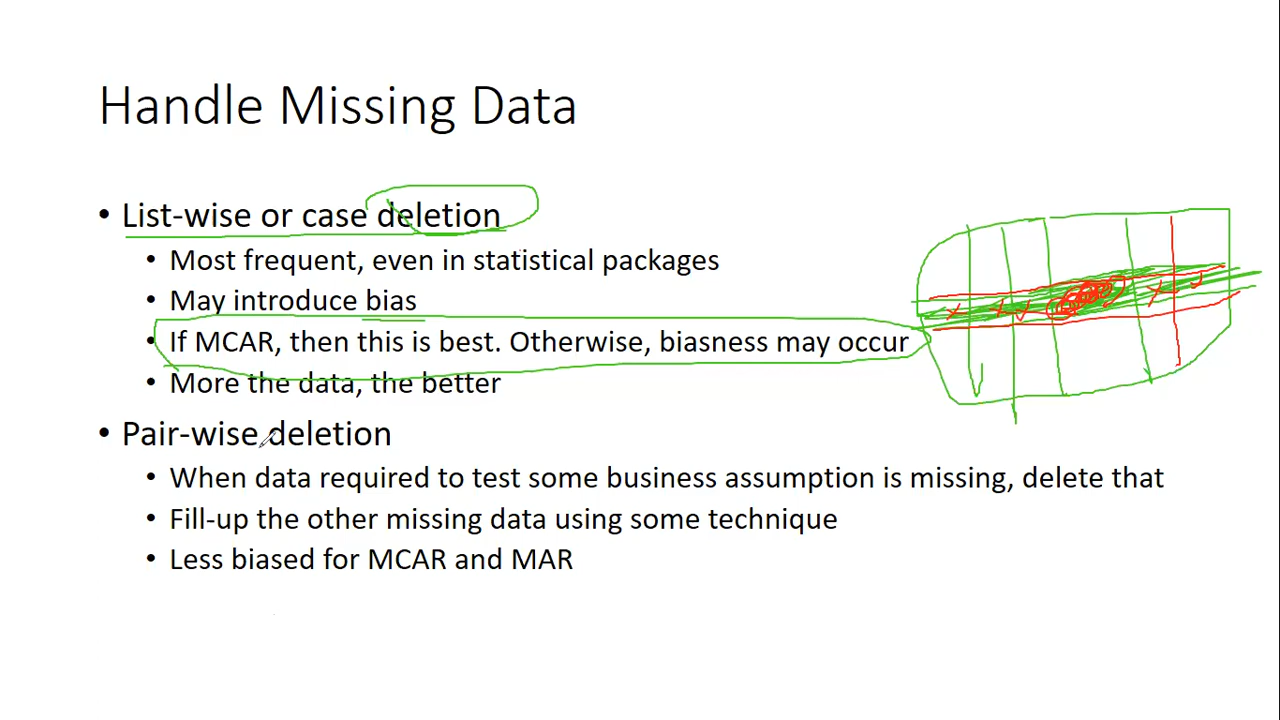 Handle Missing Data
• List-wise or case deletion
• Most frequent, even in statistical packages
• May introduce bias
• If MCAR, then this is best. Otherwise, biasness may occur
• More the data, the better
• Pair-wise deletion
• When data required to test some business assumption is missing, delete that
• Fill-up the other missing data using some technique
• Less biased for MCAR and MAR